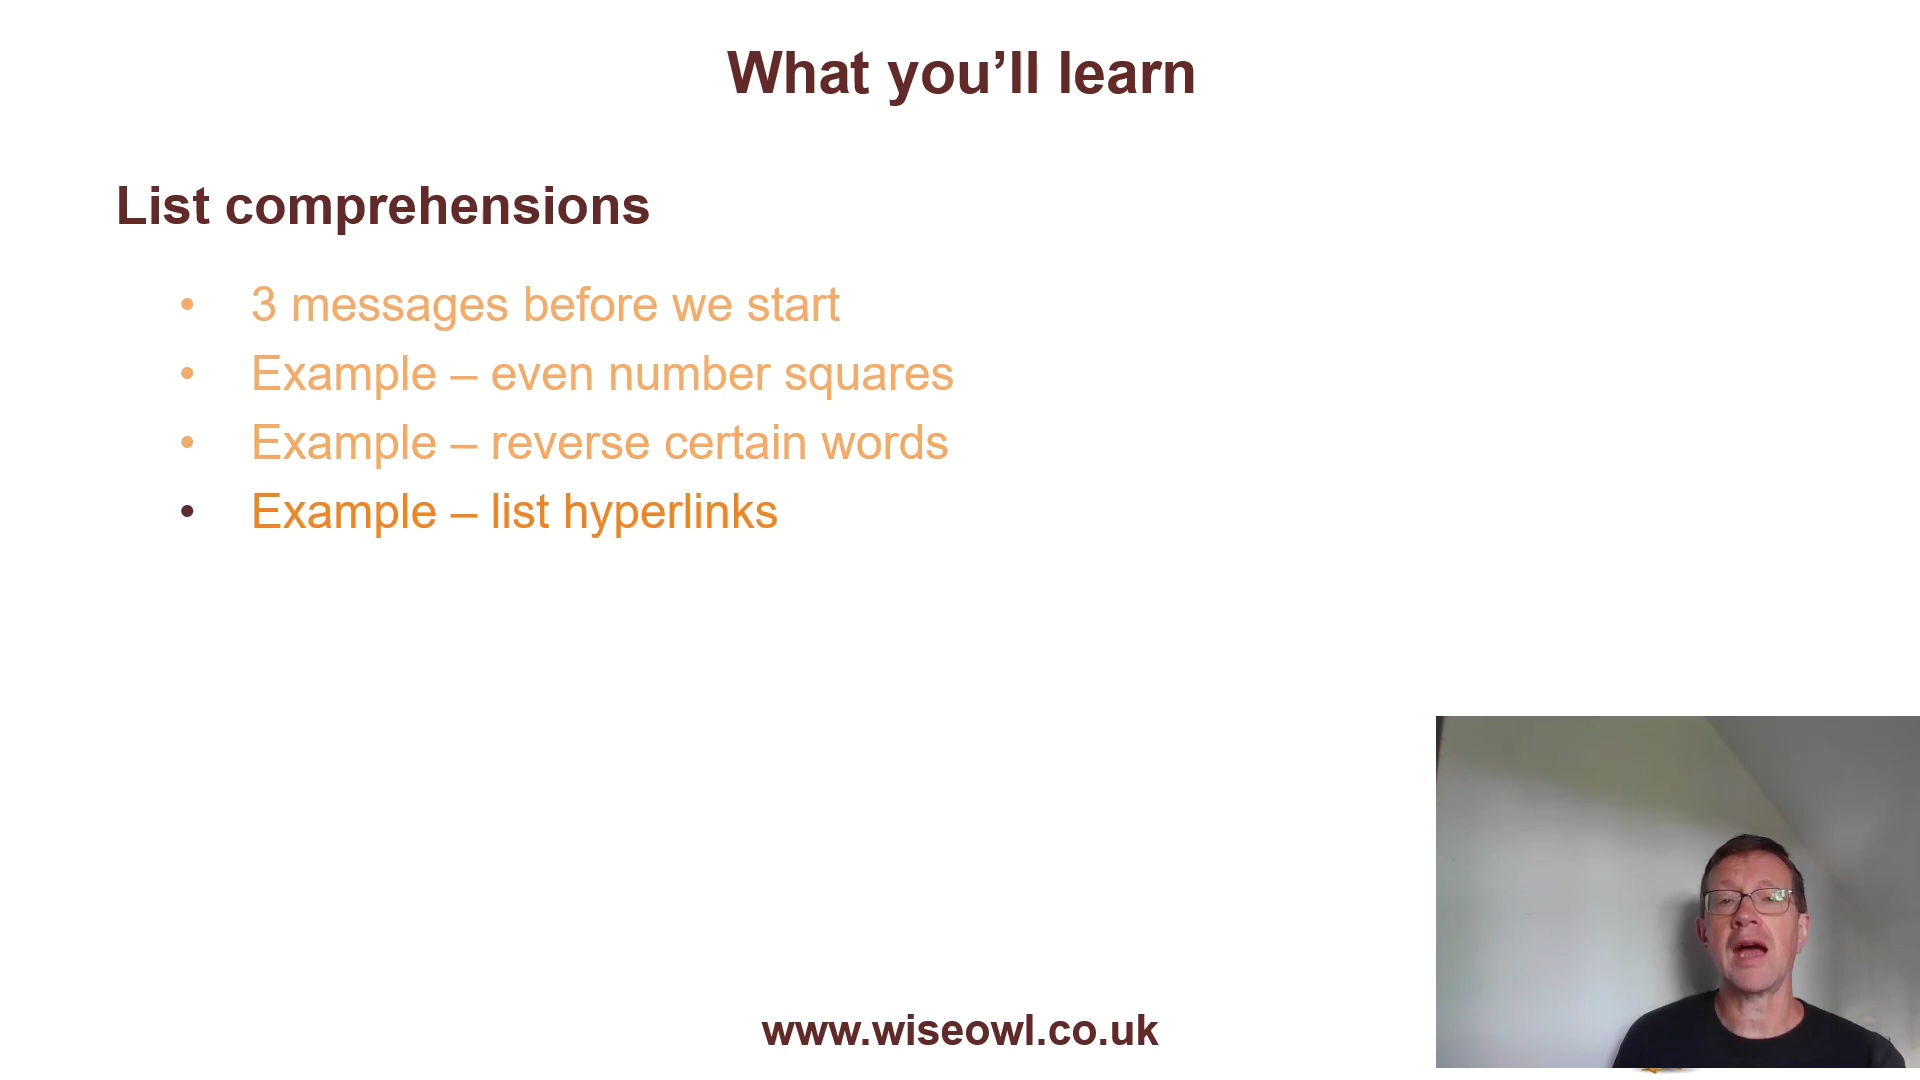 What you’ll learn
List comprehensions
• 3 messages before we start
• Example – even number squares
• Example – reverse certain words
• Example – list hyperlinks
www.wiseowl.co.uk